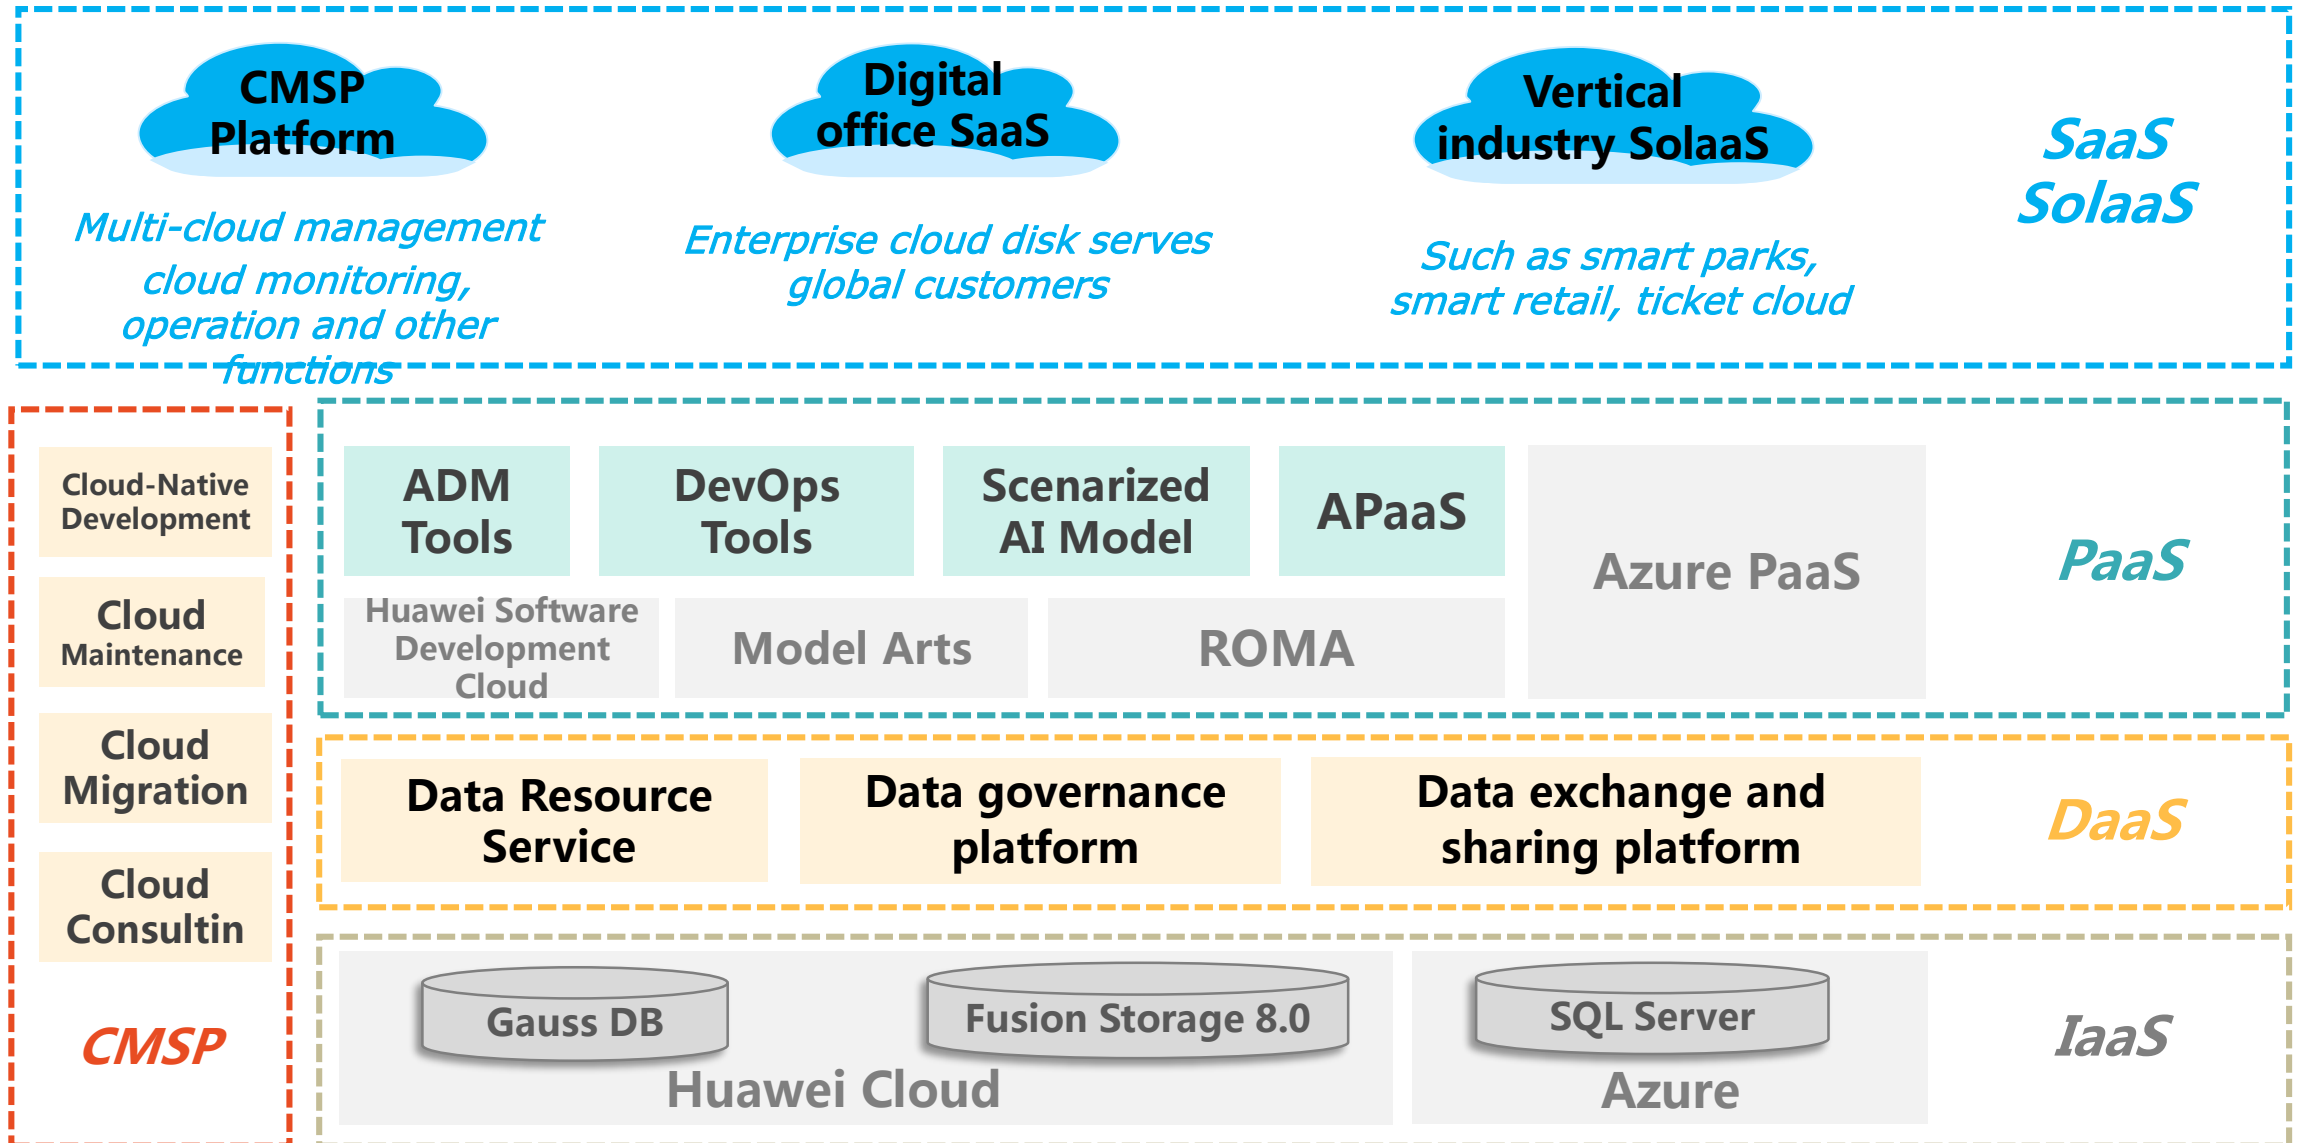 CMSP
Platform
Digital
office SaaS
Vertical
industry SolaaS
SaaS
SolaaS
Multi-cloud management
cloud monitoring,
operation and other
functions
Enterprise cloud disk serves
global customers
Such as smart parks,
smart retail, ticket cloud
Cloud-Native
Development
Cloud
Maintenance
Cloud
Migration
Cloud
Consultin
CMSP
ADM
Tools
DevOps
Tools
Scenarized
AI Model
APaaS
Azure PaaS
PaaS
Huawei Software
Development
Cloud
Model Arts
ROMA
Data Resource
Service
Data governance
platform
Data exchange and
sharing platform
DaaS
Gauss DB
Fusion Storage 8.0
SQL Server
Huawei Cloud
Azure
IaaS